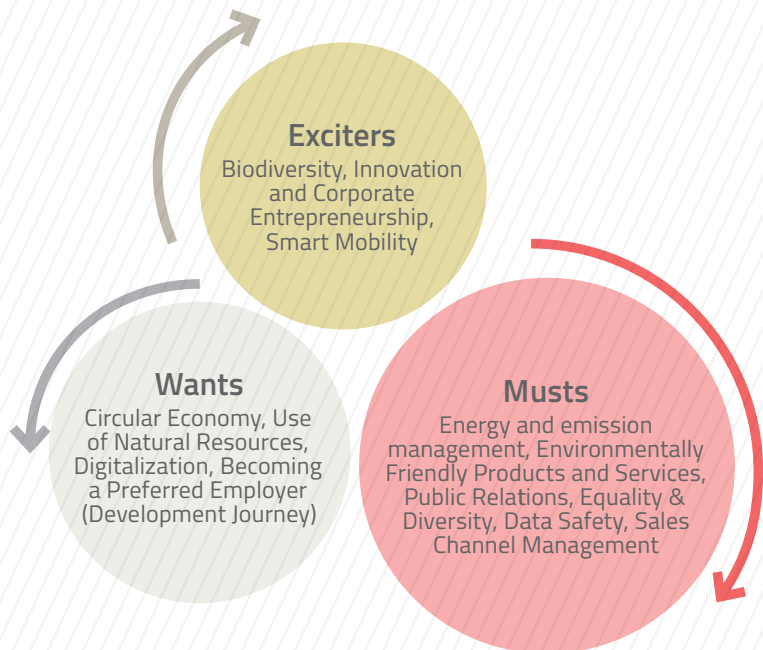 Exciters
Biodiversity, Innovation
and Corporate
Entrepreneurship,
Smart Mobility
Wants
Circular Economy, Use
of Natural Resources,
Digitalization, Becoming
a Preferred Employer
(Development Journey)
Musts
Energy and emission
management, Environmentally
Friendly Products and Services,
Public Relations, Equality &
Diversity, Data Safety, Sales
Channel Management